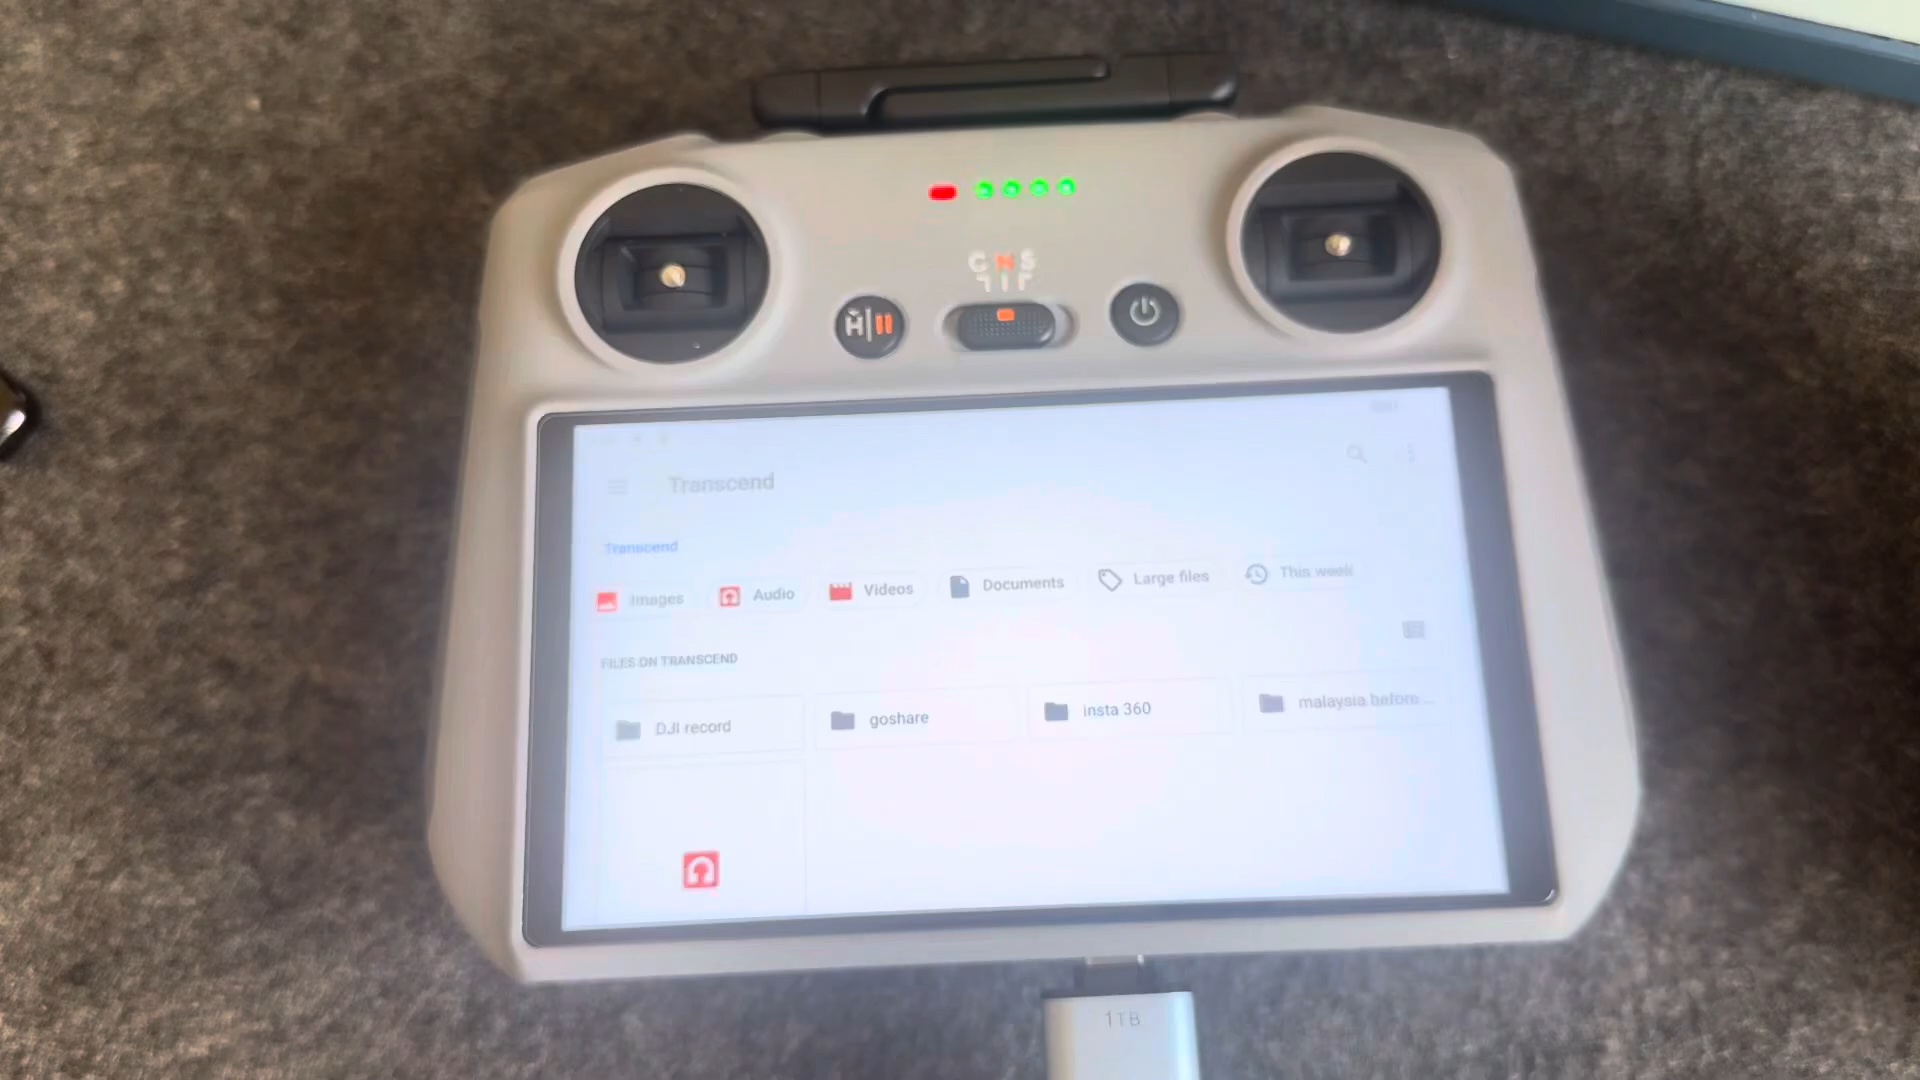 C N S
H
Transcend
Transcend
Images Audio Videos Documents Large files This week
FILES ON TRANSCEND
DJI record goshare insta 360 malaysia before...
1TB